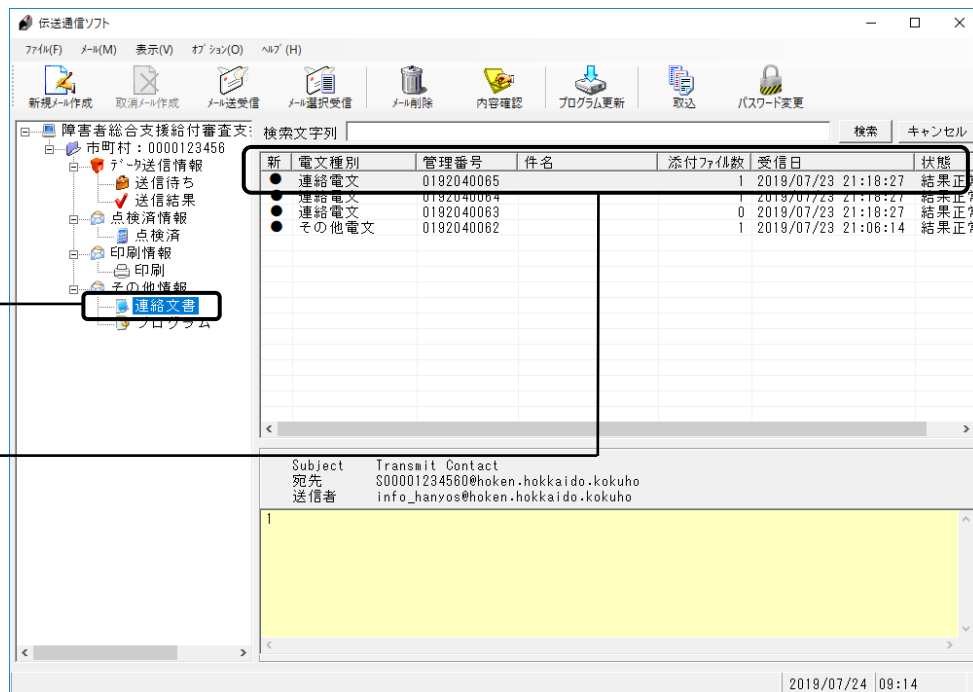 伝送通信ソフト
ファイル(F) メール(M) 表示(V) オプション(O) ヘルプ(H)
新規メール作成 取消メール作成 メール送受信 メール選択受信 メール削除 内容確認 プログラム更新 取込 パスワード変更
障害者総合支援給付審査支
市町村：0000123456
データ送信情報
送信待ち
送信結果
点検済情報
点検済
印刷情報
印刷
その他情報
連絡文書
プログラム
検索文字列 検索 キャンセル
新 電文種別 管理番号 件名 添付ファイル数 受信日 状態
● 連絡電文 0192040065 1 2019/07/23 21:18:27 結果正常
● 連絡電文 0192040064 1 2019/07/23 21:18:27 結果正常
● 連絡電文 0192040063 0 2019/07/23 21:18:27 結果正常
● その他電文 0192040062 1 2019/07/23 21:06:14 結果正常
Subject Transmit Contact
宛先 S00001234560@hoken.hokkaido.kokuho
送信者 info_hanyos@hoken.hokkaido.kokuho
1
2019/07/24 09:14